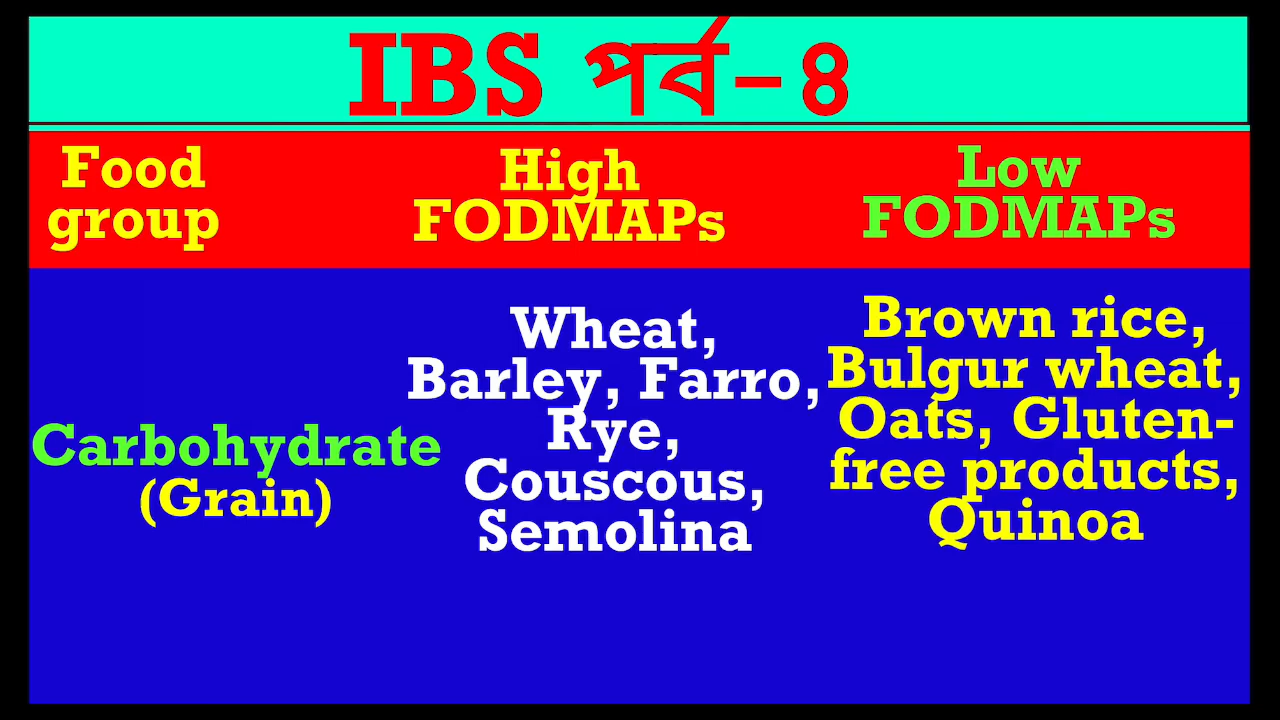 IBS পর্ব-৪
Food
group
High
FODMAPs
Low
FODMAPs
Carbohydrate
(Grain)
Wheat,
Barley, Farro,
Rye,
Couscous,
Semolina
Brown rice,
Bulgur wheat,
Oats, Gluten-
free products,
Quinoa